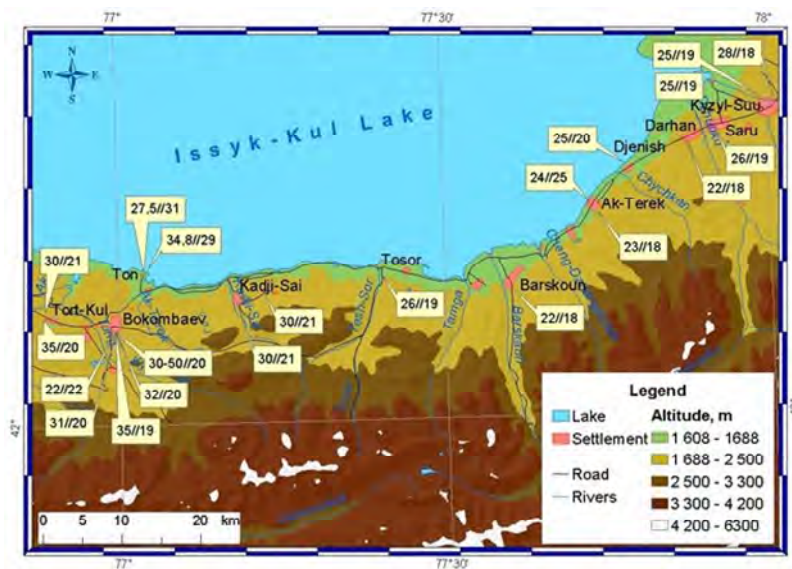 77°
77°30'
78°
N
W E
S
Issyk-Kul Lake
25//19
28//18
25//19
Kyzyl-Suu
Darhan
Saru
25//20
Djenish
26//19
22//18
24//25
Chychkan
Ak-Terek
23//18
27,5//31
34,8//29
30//21
Ton
Tosor
Kadji-Sai
Barskoun
Tort-Kul
Bokombaev
26//19
30//21
22//18
Tamga
Barskoun
35//20
30-50//20
30//21
22//22
32//20
31//20
35//19
42°
Legend
Lake
Settlement
Road
Rivers
Altitude, m
1 608 - 1688
1 688 - 2 500
2 500 - 3 300
3 300 - 4 200
4 200 - 6300
0 5 10 20
km
77°
77°30'